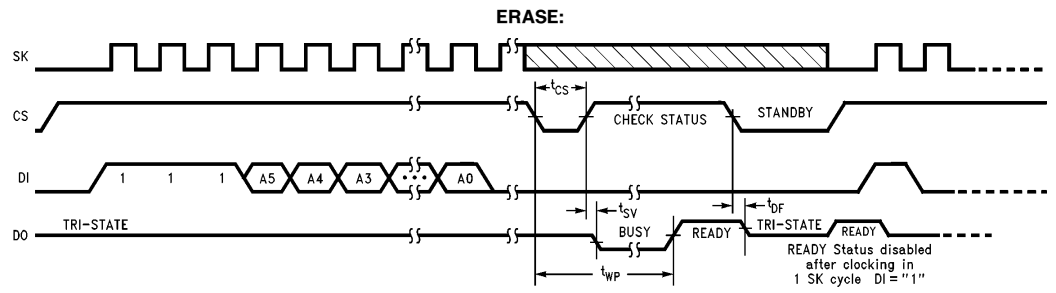 ERASE:
SK
tCS
CS
CHECK STATUS
STANDBY
DI
1 1 1 A5 A4 A3 ••• A0
tSV
tDF
TRI-STATE
BUSY
READY
TRI-STATE
READY
DO
tWP
READY Status disabled
after clocking in
1 SK cycle DI = "1"